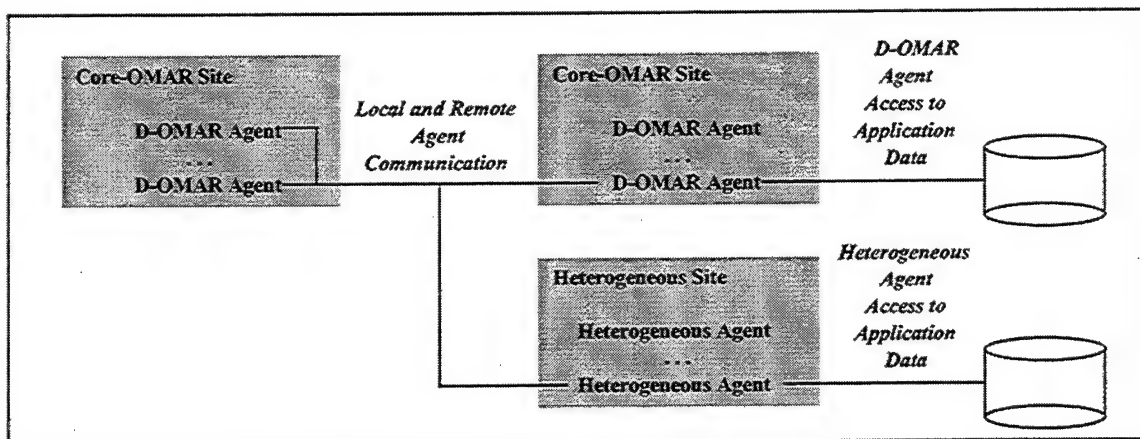 Core-OMAR Site
D-OMAR Agent
...
D-OMAR Agent
Local and Remote
Agent
Communication
Core-OMAR Site
D-OMAR Agent
...
D-OMAR Agent
D-OMAR
Agent
Access to
Application
Data
Heterogeneous Site
Heterogeneous Agent
...
Heterogeneous Agent
Heterogeneous
Agent
Access to
Application
Data